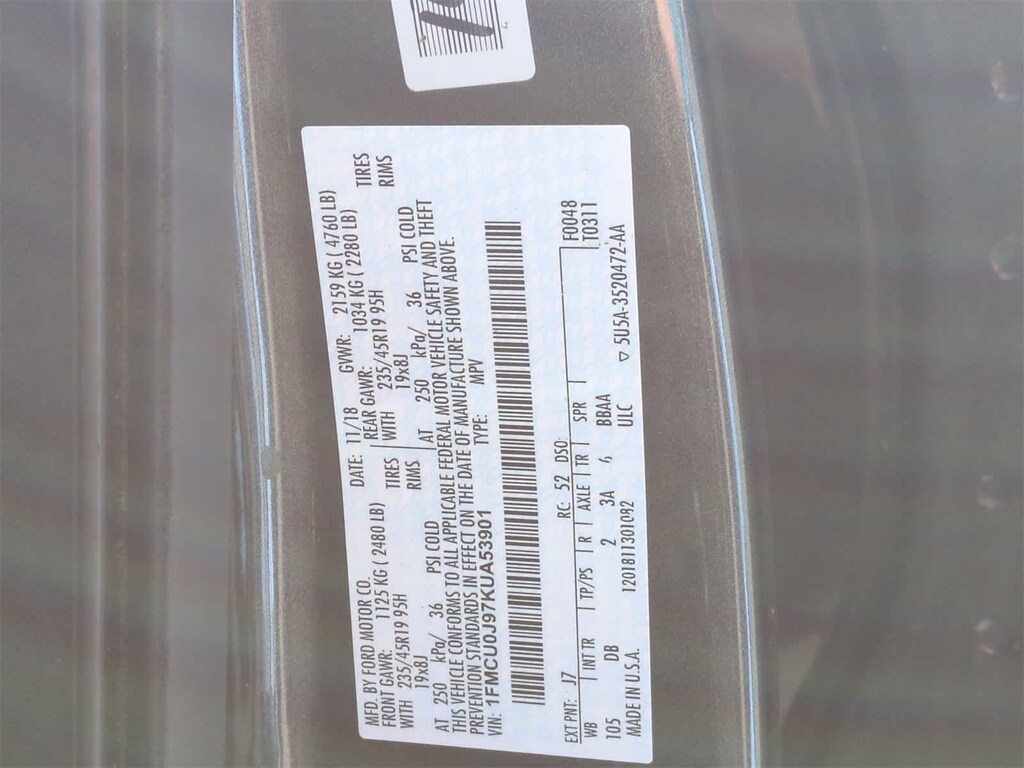 MFD. BY FORD MOTOR CO.
DATE: 11/18 GVWR: 2159 KG ( 4760 LB)
FRONT GAWR: 1125 KG ( 2480 LB) REAR GAWR: 1034 KG ( 2280 LB)
WITH 235/45R19 95H TIRES WITH 235/45R19 95H TIRES
19x8J RIMS 19x8J RIMS
AT 250 kPa/ 36 PSI COLD AT 250 kPa/ 36 PSI COLD
THIS VEHICLE CONFORMS TO ALL APPLICABLE FEDERAL MOTOR VEHICLE SAFETY AND THEFT
PREVENTION STANDARDS IN EFFECT ON THE DATE OF MANUFACTURE SHOWN ABOVE.
VIN: 1FMCU0J97KUA53901 TYPE: MPV
F0048
T0311
EXT PNT: J7 RC: 52 DSO:
WB INT TR TP/PS R AXLE TR SPR
105 DB 2 3A 4 BBAA
ULC
MADE IN U.S.A. 12018113010B2 ▽ 5U5A-3520472-AA